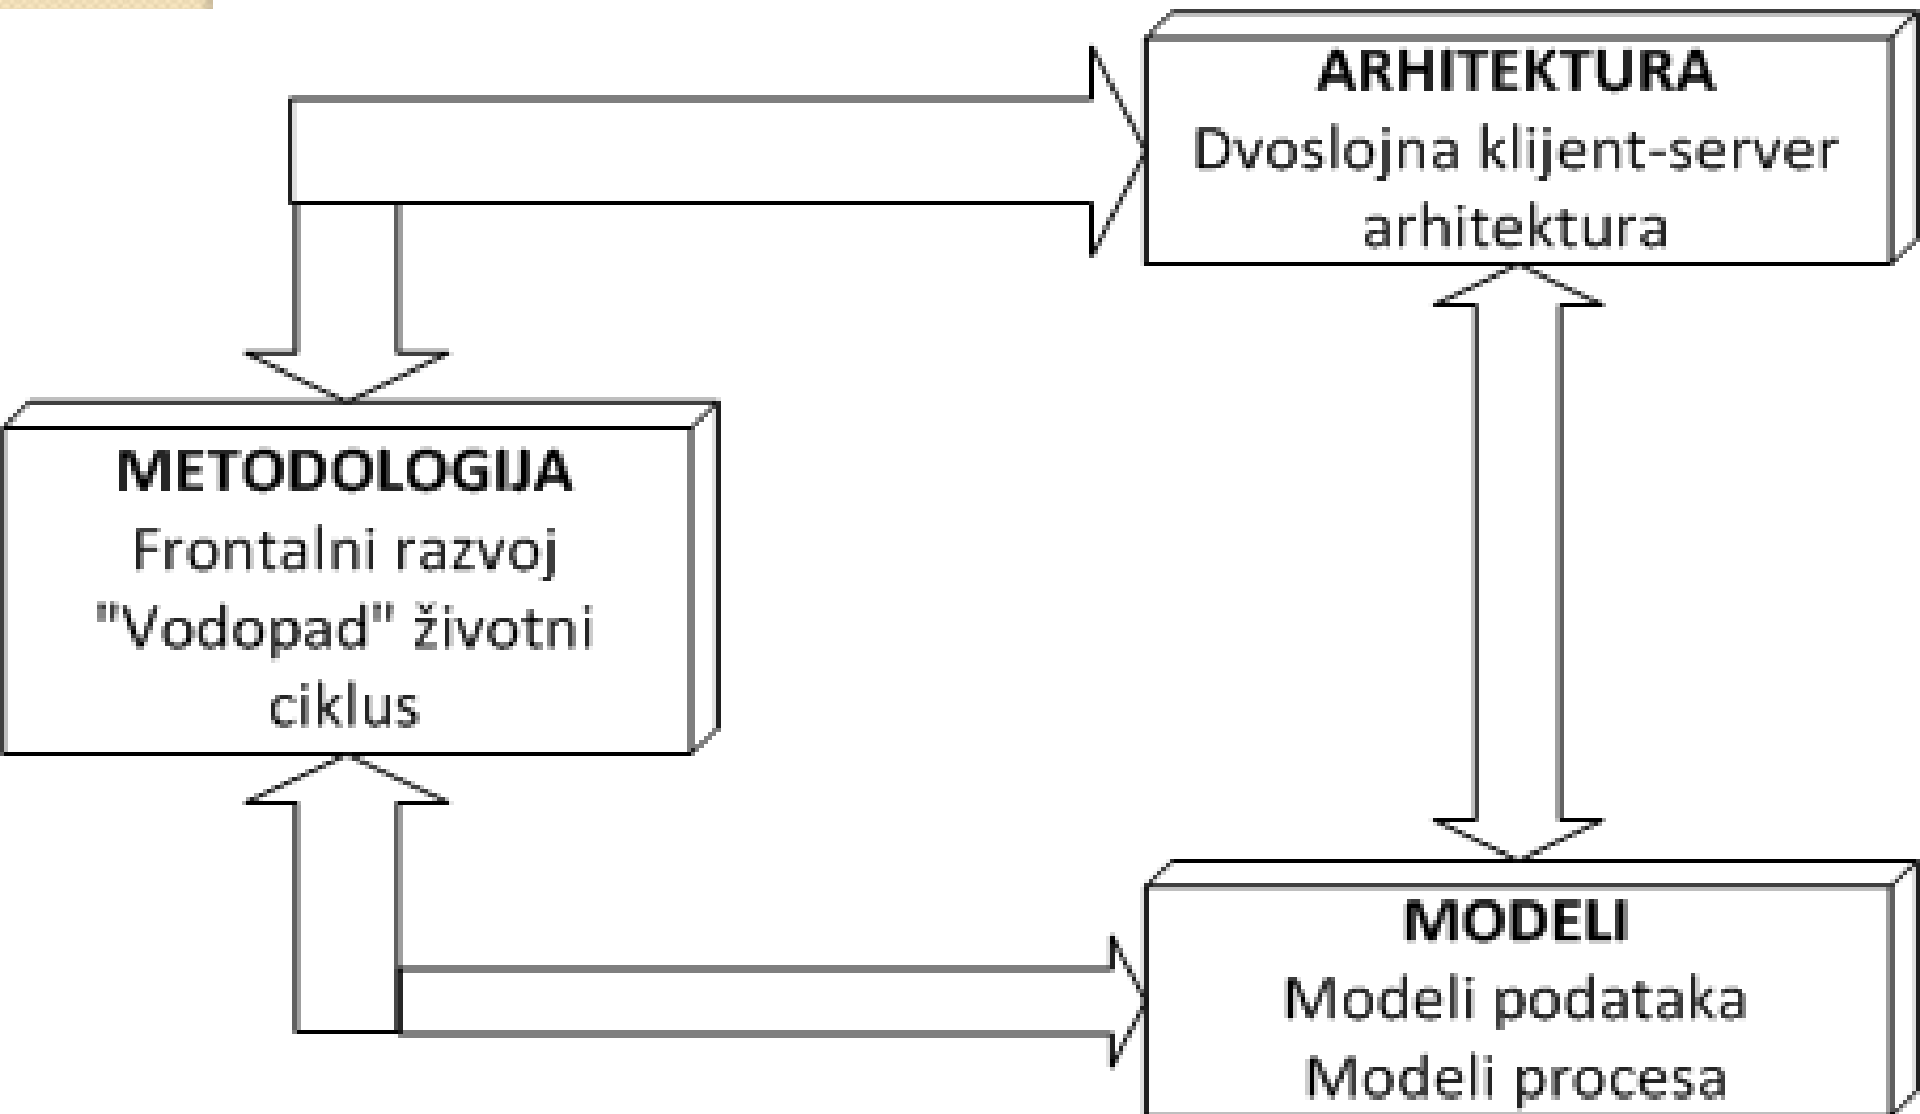 ARHITEKTURA
Dvoslojna klijent-server
arhitektura
METODOLOGIJA
Frontalni razvoj
"Vodopad" životni
ciklus
MODELI
Modeli podataka
Modeli procesa